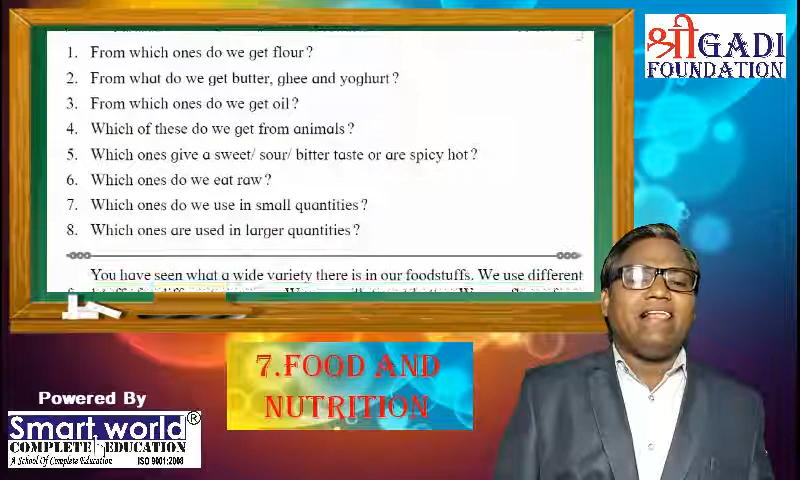 1. From which ones do we get flour?
2. From what do we get butter, ghee and yoghurt?
3. From which ones do we get oil?
4. Which of these do we get from animals?
5. Which ones give a sweet/ sour/ bitter taste or are spicy hot?
6. Which ones do we eat raw?
7. Which ones do we use in small quantities?
8. Which ones are used in larger quantities?
You have seen what a wide variety there is in our foodstuffs. We use different
श्रीGADI
FOUNDATION
7.FOOD AND
NUTRITION
Powered By
Smart world®
COMPLETE EDUCATION
A School Of Complete Education ISO 9001:2008